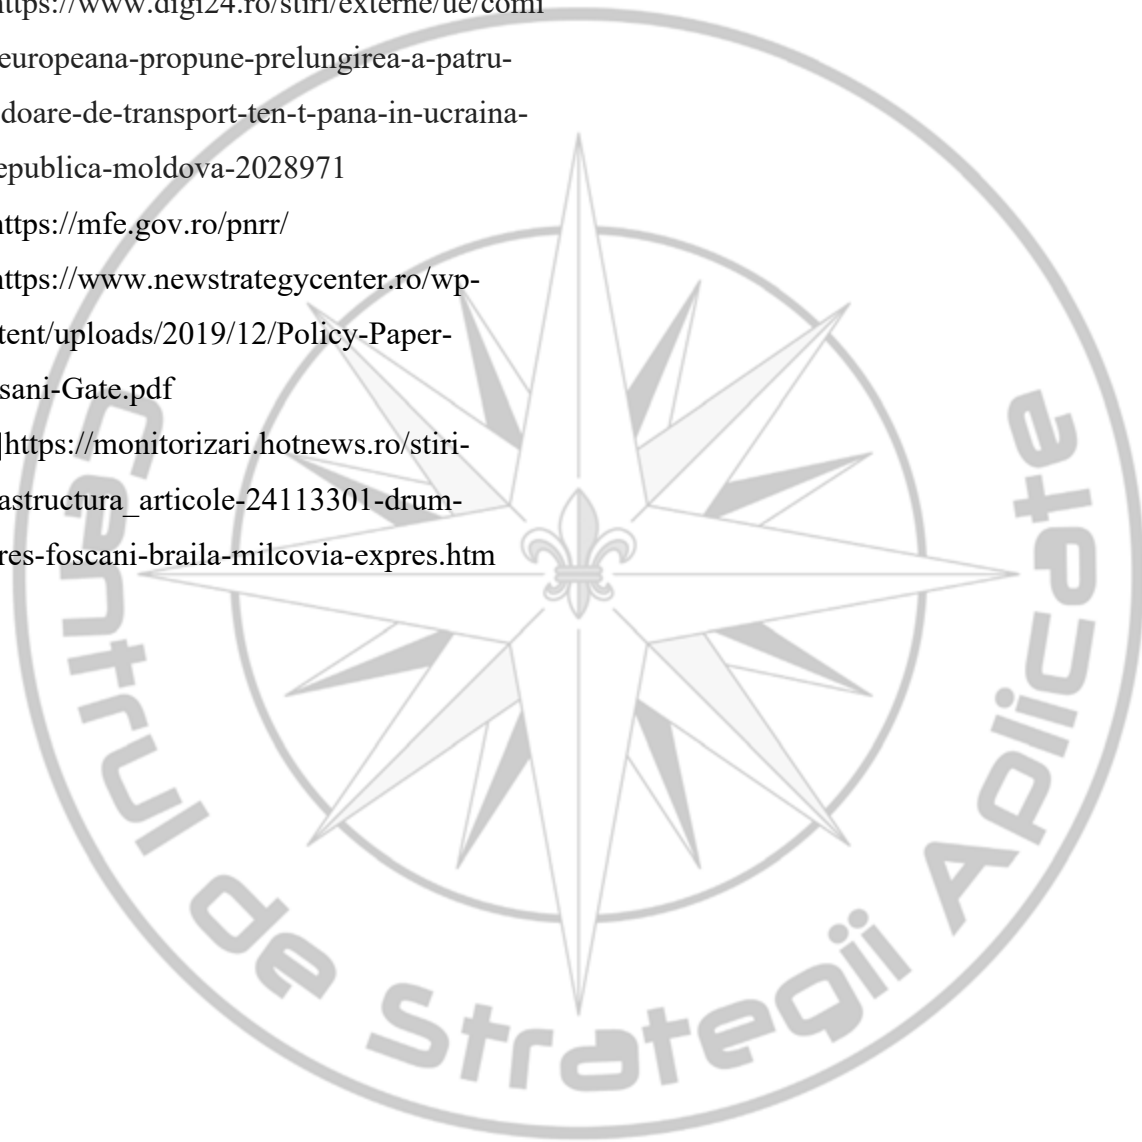 https://www.digi24.ro/stiri/externe/ue/comi
europeana-propune-prelungirea-a-patru-
doare-de-transport-ten-t-pana-in-ucraina-
epublica-moldova-2028971
https://mfe.gov.ro/pnrr/
https://www.newstrategycenter.ro/wp-
tent/uploads/2019/12/Policy-Paper-
sani-Gate.pdf
]https://monitorizari.hotnews.ro/stiri-
astructura_articole-24113301-drum-
res-foscani-braila-milcovia-expres.htm
Centrul de Strategii Aplicate